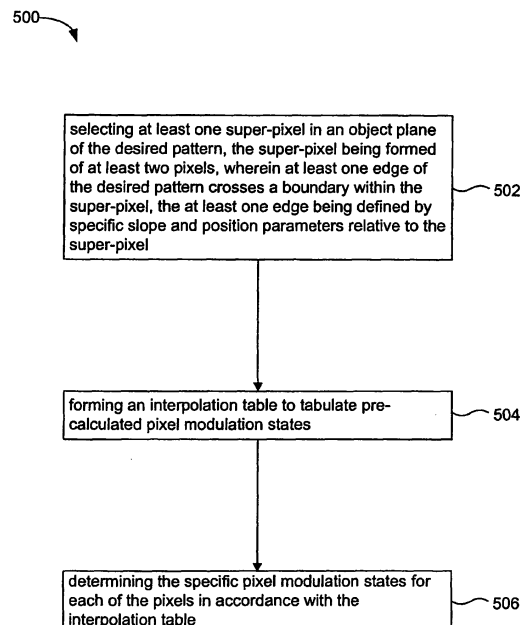 500
selecting at least one super-pixel in an object plane
of the desired pattern, the super-pixel being formed
of at least two pixels, wherein at least one edge of
the desired pattern crosses a boundary within the
super-pixel, the at least one edge being defined by
specific slope and position parameters relative to the
super-pixel
502
forming an interpolation table to tabulate pre-
calculated pixel modulation states
504
determining the specific pixel modulation states for
each of the pixels in accordance with the
interpolation table
506